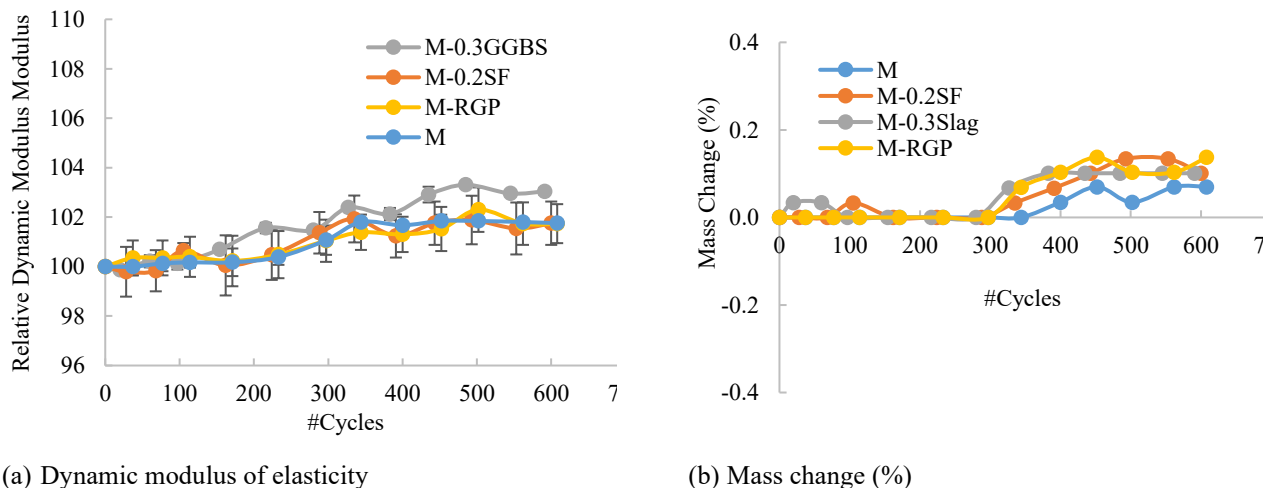 Relative Dynamic Modulus Modulus
110
108
106
104
102
100
98
96
0 100 200 300 400 500 600 7
#Cycles
M-0.3GGBS
M-0.2SF
M-RGP
M
(a) Dynamic modulus of elasticity
Mass Change (%)
0.4
0.2
0.0
-0.2
-0.4
0 100 200 300 400 500 600 7
#Cycles
M
M-0.2SF
M-0.3Slag
M-RGP
(b) Mass change (%)